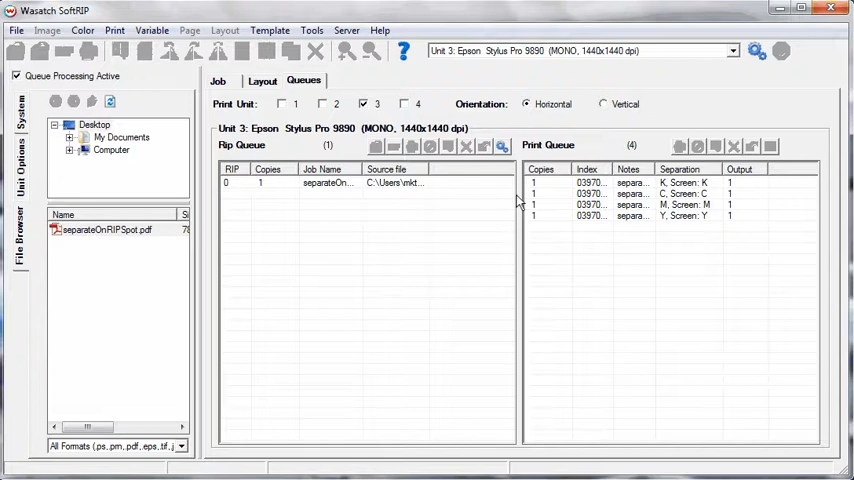 Wasatch SoftRIP
File Image Color Print Variable Page Layout Template Tools Server Help
Unit 3: Epson Stylus Pro 9890 (MONO, 1440x1440 dpi)
Queue Processing Active
Job Layout Queues
Print Unit: 1 2 3 4 Orientation: Horizontal Vertical
System
Unit Options
File Browser
Desktop
My Documents
Computer
Name Si
separateOnRIPSpot.pdf 78
All Formats (.ps,.prn,.pdf,.eps,.tif,.j
Unit 3: Epson Stylus Pro 9890 (MONO, 1440x1440 dpi)
Rip Queue (1)
RIP Copies Job Name Source file
0 1 separateOn... C:\Users\mkt...
Print Queue (4)
Copies Index Notes Separation Output
1 03970... separa... K, Screen: K 1
1 03970... separa... C, Screen: C 1
1 03970... separa... M, Screen: M 1
1 03970... separa... Y, Screen: Y 1